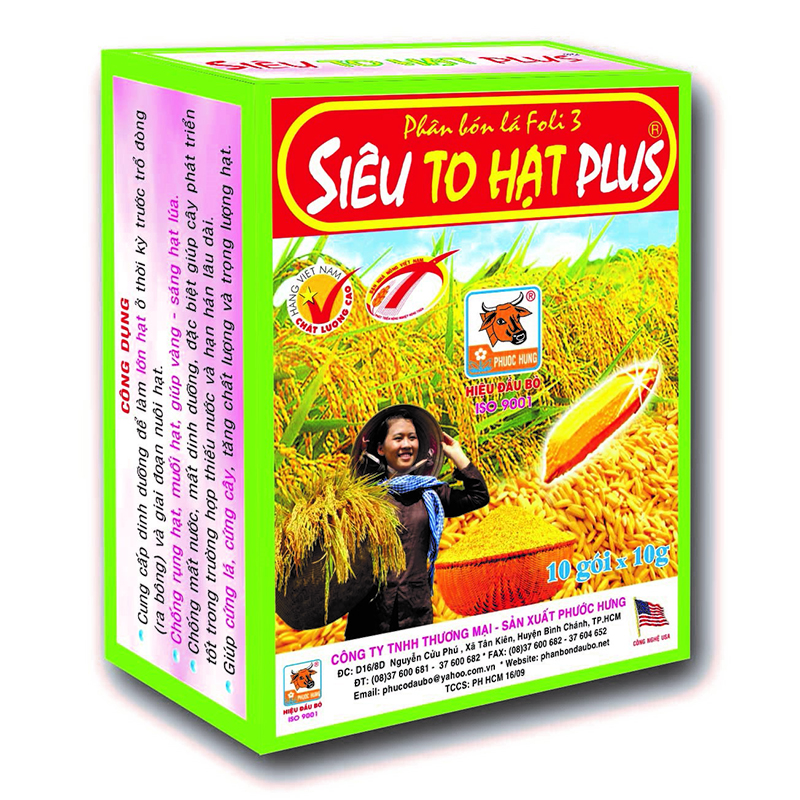 SIÊU TO HẠT PLUS
Phân bón lá Foli 3
SIÊU TO HẠT PLUS ®
HÀNG VIỆT NAM
CHẤT LƯỢNG CAO
®
PHƯỚC HƯNG
HIỆU ĐẦU BÒ
ISO 9001
10 gói x 10g
CÔNG TY TNHH THƯƠNG MẠI - SẢN XUẤT PHƯỚC HƯNG
ĐC: D16/8D Nguyễn Cửu Phú , Xã Tân Kiên, Huyện Bình Chánh, TP.HCM
ĐT: (08)37 600 681 - 37 600 682 * FAX: (08)37 600 682 - 37 604 652
Email: phucodaubo@yahoo.com.vn * Website: phanbondaubo.net
TCCS: PH HCM 16/09
CÔNG NGHỆ USA
PHƯỚC HƯNG
HIỆU ĐẦU BÒ
ISO 9001
CÔNG DỤNG
- Cung cấp dinh dưỡng để làm lớn hạt ở thời kỳ trước trổ dòng
(ra bông) và giai đoạn nuôi hạt.
- Chống rụng hạt, muồi hạt, giúp vàng - sáng hạt lúa.
- Chống mất nước, mất dinh dưỡng, đặc biệt giúp cây phát triển
tốt trong trường hợp thiếu nước và hạn hán lâu dài.
- Giúp cứng lá, cứng cây, tăng chất lượng và trọng lượng hạt.